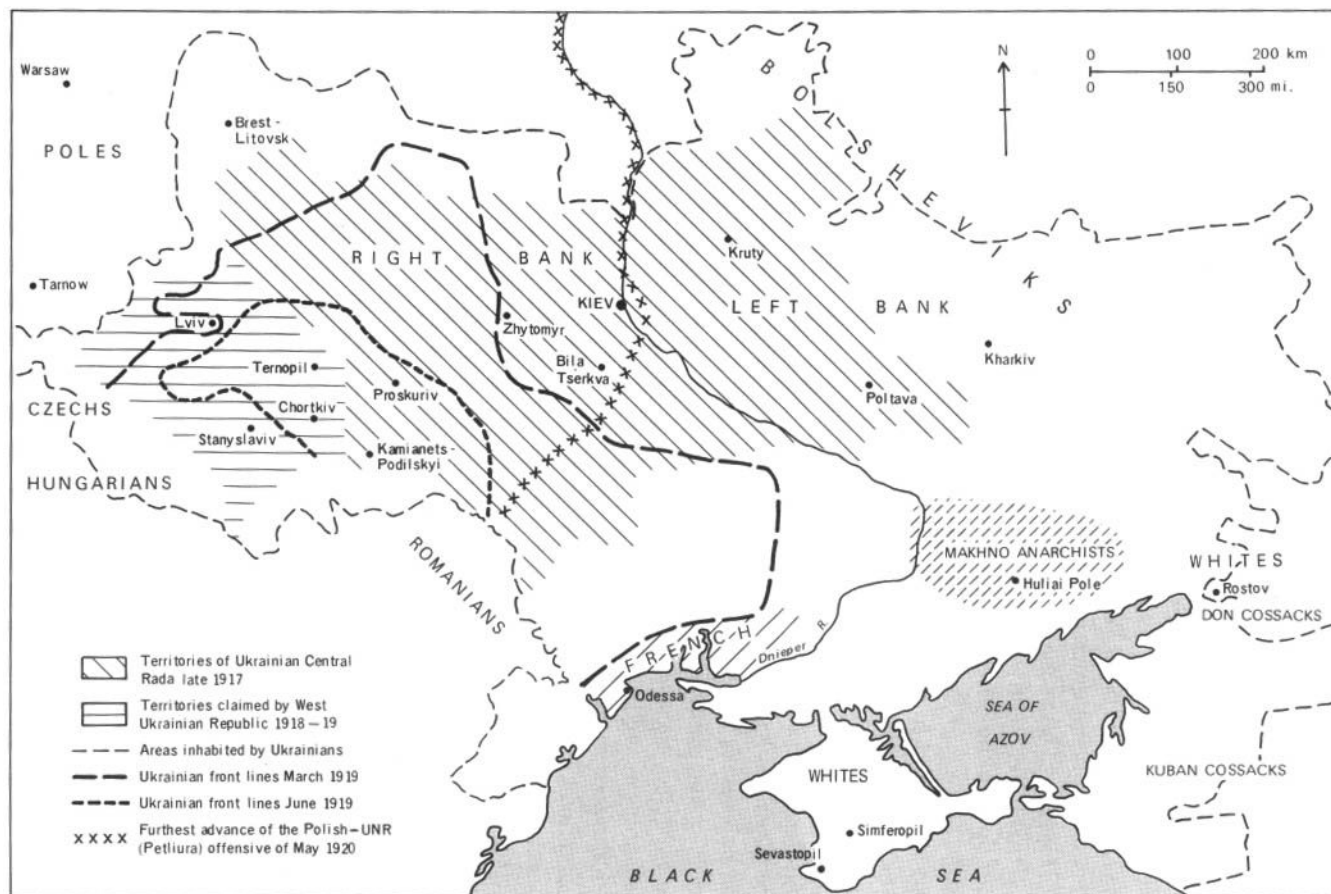 Warsaw
POLES
Brest-
Litovsk
BOLSHEVIKS
N
0 100 200 km
0 150 300 mi.
Tarnow
RIGHT BANK
LEFT BANK
Kruty
KIEV
Lviv
Zhytomyr
Kharkiv
Ternopil
Proskuriv
Bila
Tserkva
Poltava
CZECHS
Chortkiv
Stanyslaviv
Kamianets-
Podilskyi
HUNGARIANS
ROMANIANS
MAKHNO ANARCHISTS
Huliai Pole
WHITES
Rostov
DON COSSACKS
FRENCH
Dnieper R.
Odessa
SEA OF
AZOV
WHITES
KUBAN COSSACKS
Simferopil
Sevastopil
BLACK SEA
Territories of Ukrainian Central
Rada late 1917
Territories claimed by West
Ukrainian Republic 1918–19
Areas inhabited by Ukrainians
Ukrainian front lines March 1919
Ukrainian front lines June 1919
Furthest advance of the Polish–UNR
(Petliura) offensive of May 1920